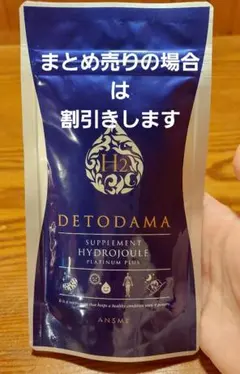 まとめ売りの場合
は
割引きします
H2
DETODAMA
SUPPLEMENT
HYDROJOULE
PLATINUM PLUS